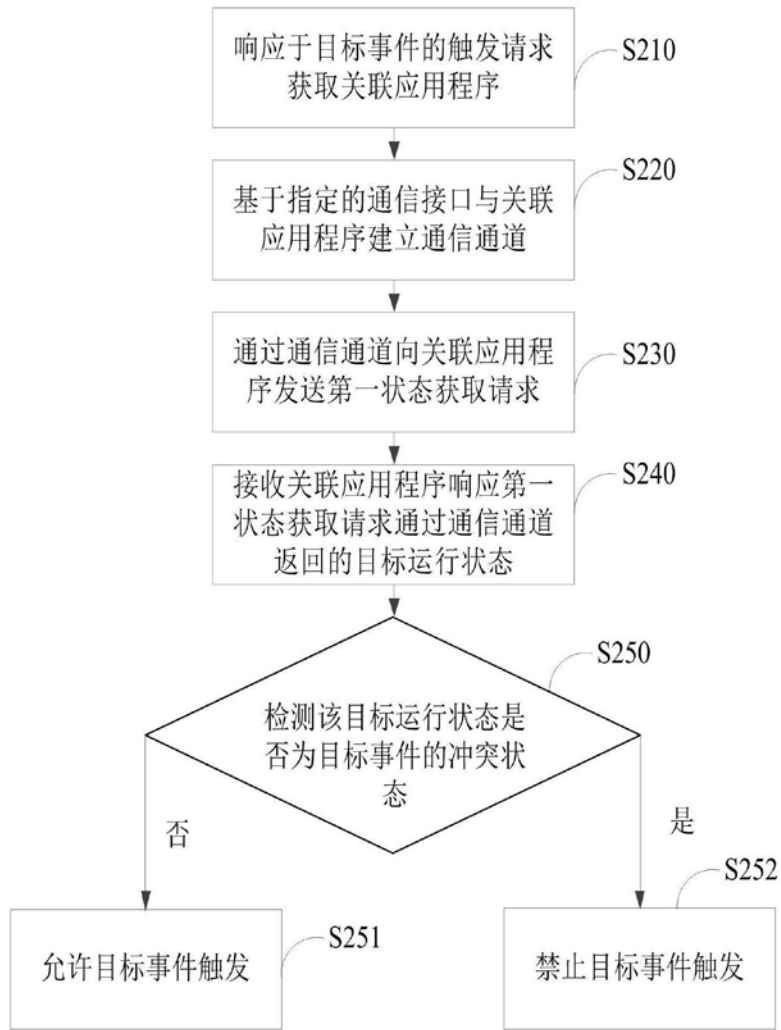 响应于目标事件的触发请求
获取关联应用程序
S210
基于指定的通信接口与关联
应用程序建立通信通道
S220
通过通信通道向关联应用程
序发送第一状态获取请求
S230
接收关联应用程序响应第一
状态获取请求通过通信通道
返回的目标运行状态
S240
检测该目标运行状态是
否为目标事件的冲突状
态
S250
否
是
允许目标事件触发
S251
禁止目标事件触发
S252